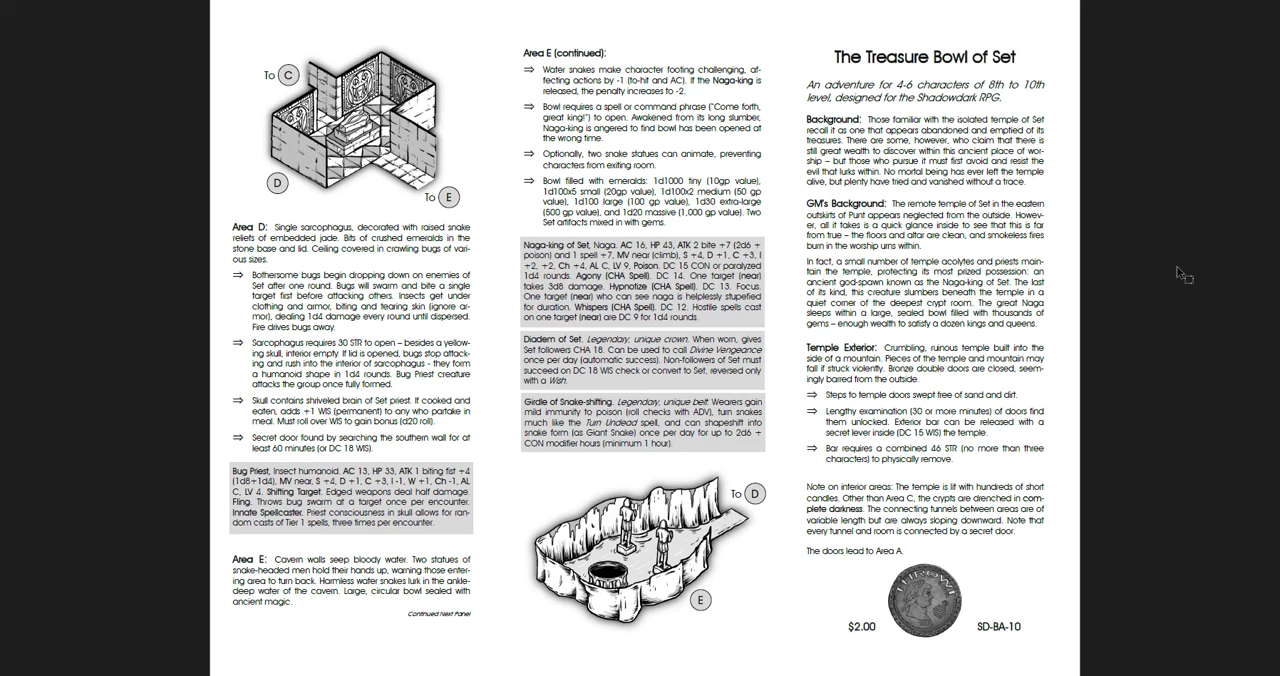 To C
D
To E
Area D: Single sarcophagus, decorated with raised snake
reliefs of embedded jade. Bits of crushed emeralds in the
stone base and lid. Ceiling covered in crawling bugs of vari-
ous sizes.
⇒ Bothersome bugs begin dropping down on enemies of
Set after one round. Bugs will swarm and bite a single
target first before attacking others. Insects get under
clothing and armor, biting and tearing skin (ignore ar-
mor), dealing 1d4 damage every round until dispersed.
Fire drives bugs away.
⇒ Sarcophagus requires 30 STR to open – besides a yellow-
ing skull, interior empty. If lid is opened, bugs stop attack-
ing and rush into the interior of sarcophagus - they form
a humanoid shape in 1d4 rounds. Bug Priest creature
attacks the group once fully formed.
⇒ Skull contains shriveled brain of Set priest. If cooked and
eaten, adds +1 WIS (permanent) to any who partake in
meal. Must roll over WIS to gain bonus (d20 roll).
⇒ Secret door found by searching the southern wall for at
least 60 minutes (or DC 18 WIS).
Bug Priest, Insect humanoid. AC 13, HP 33, ATK 1 biting fist +4
(1d8+1d4), MV near, S +4, D +1, C +3, I -1, W +1, Ch -1, AL
C, LV 4. Shifting Target. Edged weapons deal half damage.
Fling. Throws bug swarm at a target once per encounter.
Innate Spellcaster. Priest consciousness in skull allows for ran-
dom casts of Tier 1 spells, three times per encounter.
Area E: Cavern walls seep bloody water. Two statues of
snake-headed men hold their hands up, warning those enter-
ing area to turn back. Harmless water snakes lurk in the ankle-
deep water of the cavern. Large, circular bowl sealed with
ancient magic.
Continued Next Panel
Area E (continued):
⇒ Water snakes make character footing challenging, af-
fecting actions by -1 (to-hit and AC). If the Naga-king is
released, the penalty increases to -2.
⇒ Bowl requires a spell or command phrase ("Come forth,
great king!") to open. Awakened from its long slumber,
Naga-king is angered to find bowl has been opened at
the wrong time.
⇒ Optionally, two snake statues can animate, preventing
characters from exiting room.
⇒ Bowl filled with emeralds: 1d1000 tiny (10gp value),
1d100x5 small (20gp value), 1d100x2 medium (50 gp
value), 1d100 large (100 gp value), 1d30 extra-large
(500 gp value), and 1d20 massive (1,000 gp value). Two
Set artifacts mixed in with gems.
Naga-king of Set, Naga. AC 16, HP 43, ATK 2 bite +7 (2d6 +
poison) and 1 spell +7, MV near (climb), S +4, D +1, C +3, I
+2, +2, Ch +4, AL C, LV 9, Poison. DC 15 CON or paralyzed
1d4 rounds. Agony (CHA Spell). DC 14. One target (near)
takes 3d8 damage. Hypnotize (CHA Spell). DC 13. Focus.
One target (near) who can see naga is helplessly stupefied
for duration. Whispers (CHA Spell). DC 12. Hostile spells cast
on one target (near) are DC 9 for 1d4 rounds.
Diadem of Set. Legendary, unique crown. When worn, gives
Set followers CHA 18. Can be used to call Divine Vengeance
once per day (automatic success). Non-followers of Set must
succeed on DC 18 WIS check or convert to Set, reversed only
with a Wish.
Girdle of Snake-shifting. Legendary, unique belt. Wearers gain
mild immunity to poison (roll checks with ADV), turn snakes
much like the Turn Undead spell, and can shapeshift into
snake form (as Giant Snake) once per day for up to 2d6 +
CON modifier hours (minimum 1 hour).
To D
E
The Treasure Bowl of Set
An adventure for 4-6 characters of 8th to 10th
level, designed for the Shadowdark RPG.
Background: Those familiar with the isolated temple of Set
recall it as one that appears abandoned and emptied of its
treasures. There are some, however, who claim that there is
still great wealth to discover within this ancient place of wor-
ship – but those who pursue it must first avoid and resist the
evil that lurks within. No mortal being has ever left the temple
alive, but plenty have tried and vanished without a trace.
GM's Background: The remote temple of Set in the eastern
outskirts of Punt appears neglected from the outside. Howev-
er, all it takes is a quick glance inside to see that this is far
from true – the floors and altar are clean, and smokeless fires
burn in the worship urns within.
In fact, a small number of temple acolytes and priests main-
tain the temple, protecting its most prized possession: an
ancient god-spawn known as the Naga-king of Set. The last
of its kind, this creature slumbers beneath the temple in a
quiet corner of the deepest crypt room. The great Naga
sleeps within a large, sealed bowl filled with thousands of
gems – enough wealth to satisfy a dozen kings and queens.
Temple Exterior: Crumbling, ruinous temple built into the
side of a mountain. Pieces of the temple and mountain may
fall if struck violently. Bronze double doors are closed, seem-
ingly barred from the outside.
⇒ Steps to temple doors swept free of sand and dirt.
⇒ Lengthy examination (30 or more minutes) of doors find
them unlocked. Exterior bar can be released with a
secret lever inside (DC 15 WIS) the temple.
⇒ Bar requires a combined 46 STR (no more than three
characters) to physically remove.
Note on interior areas: The temple is lit with hundreds of short
candles. Other than Area C, the crypts are drenched in com-
plete darkness. The connecting tunnels between areas are of
variable length but are always sloping downward. Note that
every tunnel and room is connected by a secret door.
The doors lead to Area A.
THROWI
$2.00
SD-BA-10